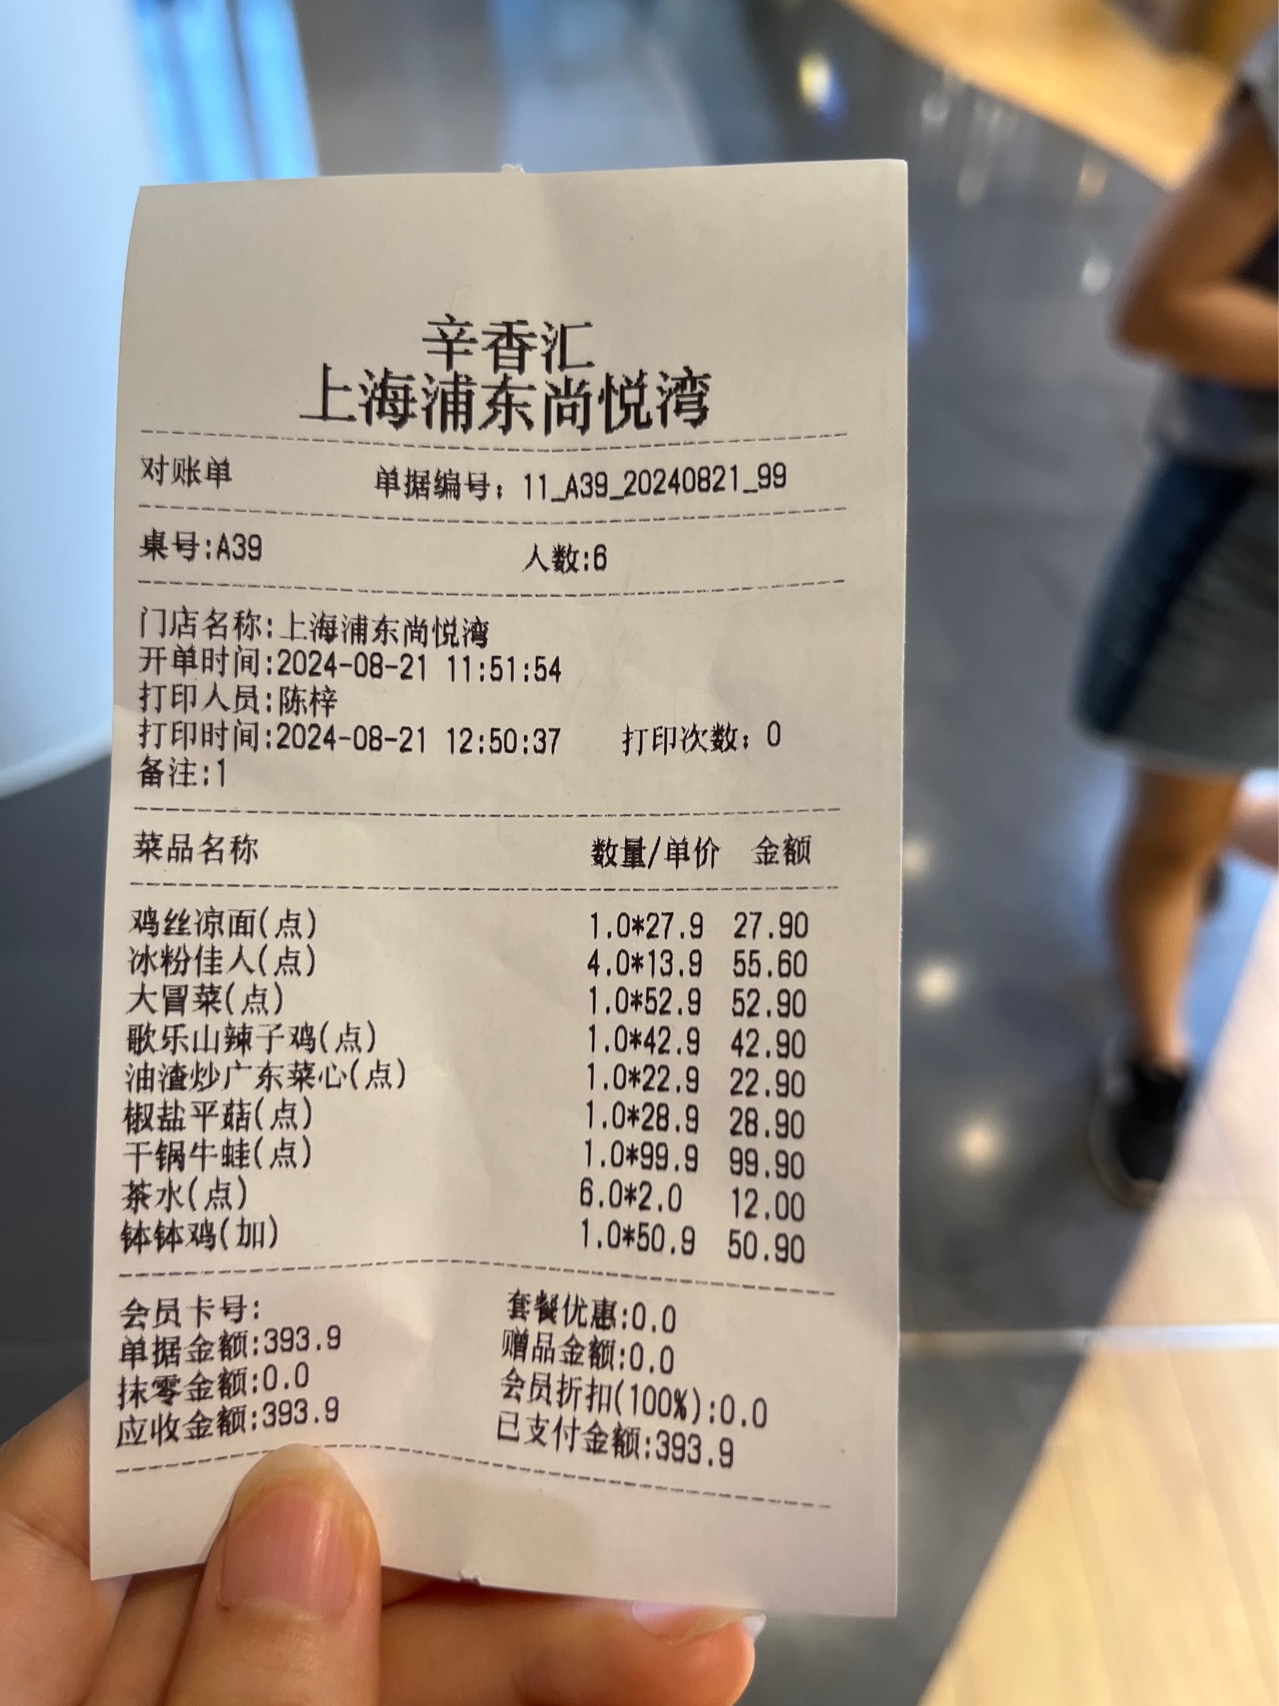 辛香汇
上海浦东尚悦湾
对账单 单据编号：11_A39_20240821_99
桌号:A39 人数:6
门店名称:上海浦东尚悦湾
开单时间:2024-08-21 11:51:54
打印人员:陈梓
打印时间:2024-08-21 12:50:37 打印次数：0
备注:1
菜品名称 数量/单价 金额
鸡丝凉面(点) 1.0*27.9 27.90
冰粉佳人(点) 4.0*13.9 55.60
大冒菜(点) 1.0*52.9 52.90
歌乐山辣子鸡(点) 1.0*42.9 42.90
油渣炒广东菜心(点) 1.0*22.9 22.90
椒盐平菇(点) 1.0*28.9 28.90
干锅牛蛙(点) 1.0*99.9 99.90
茶水(点) 6.0*2.0 12.00
钵钵鸡(加) 1.0*50.9 50.90
会员卡号: 套餐优惠:0.0
单据金额:393.9 赠品金额:0.0
抹零金额:0.0 会员折扣(100%):0.0
应收金额:393.9 已支付金额:393.9